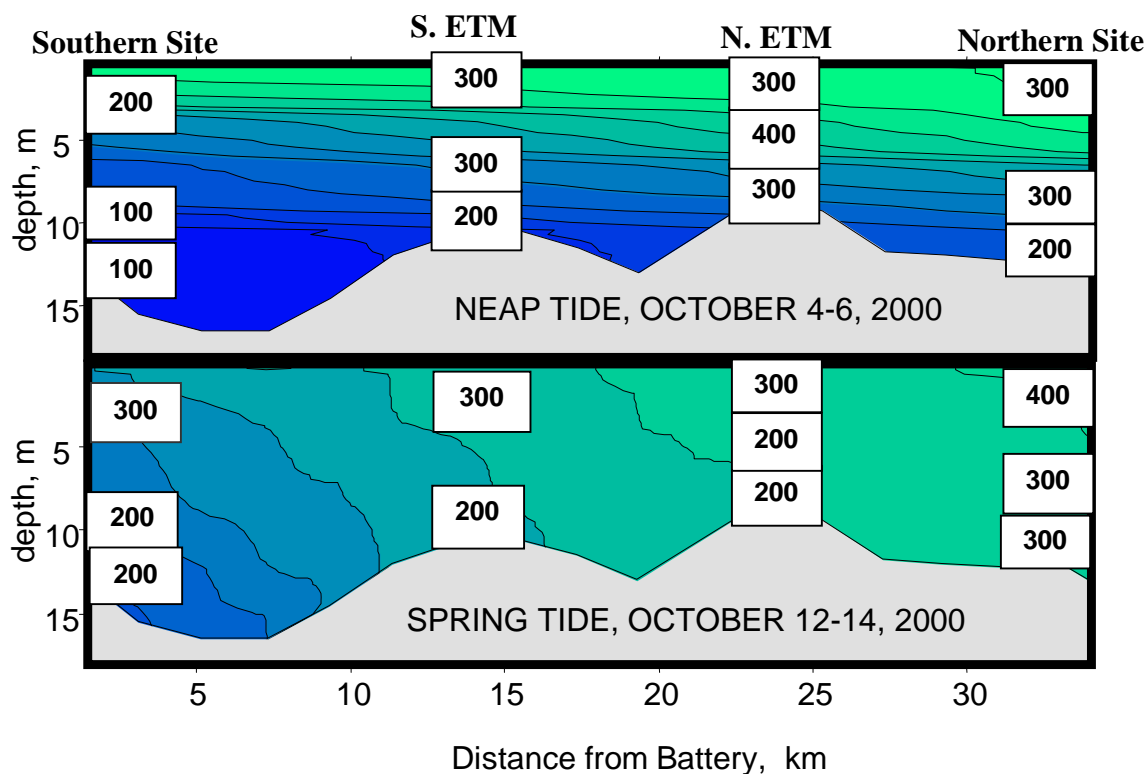 Southern Site S. ETM N. ETM Northern Site
200 300 300 300
300 400
100 200 300 300
100 200
5
10
15
depth, m
NEAP TIDE, OCTOBER 4-6, 2000
300 300 300 400
200
200 200 200 300
200 300
5
10
15
depth, m
SPRING TIDE, OCTOBER 12-14, 2000
5 10 15 20 25 30
Distance from Battery, km